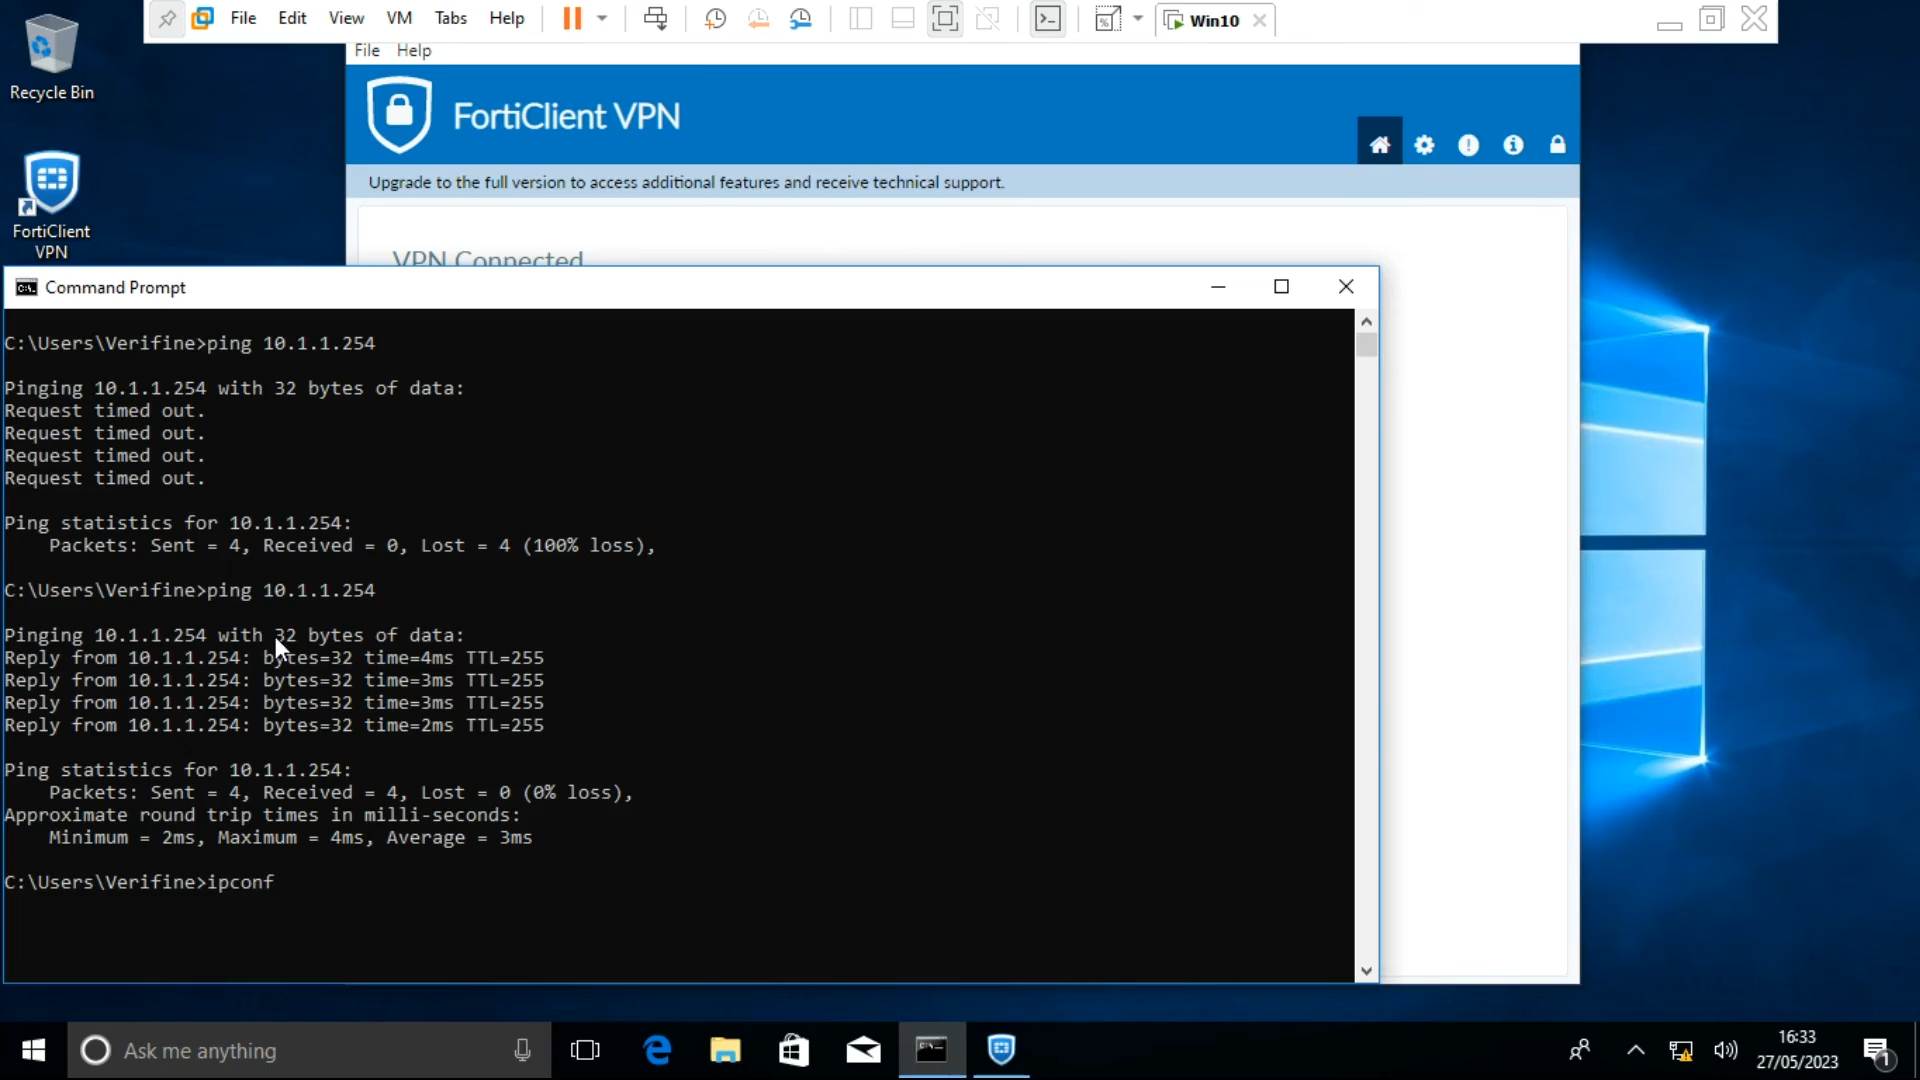 File Edit View VM Tabs Help Win10
Recycle Bin
File Help
FortiClient VPN
Upgrade to the full version to access additional features and receive technical support.
FortiClient
VPN
VPN Connected
Command Prompt
C:\Users\Verifine>ping 10.1.1.254
Pinging 10.1.1.254 with 32 bytes of data:
Request timed out.
Request timed out.
Request timed out.
Request timed out.
Ping statistics for 10.1.1.254:
Packets: Sent = 4, Received = 0, Lost = 4 (100% loss),
C:\Users\Verifine>ping 10.1.1.254
Pinging 10.1.1.254 with 32 bytes of data:
Reply from 10.1.1.254: bytes=32 time=4ms TTL=255
Reply from 10.1.1.254: bytes=32 time=3ms TTL=255
Reply from 10.1.1.254: bytes=32 time=3ms TTL=255
Reply from 10.1.1.254: bytes=32 time=2ms TTL=255
Ping statistics for 10.1.1.254:
Packets: Sent = 4, Received = 4, Lost = 0 (0% loss),
Approximate round trip times in milli-seconds:
Minimum = 2ms, Maximum = 4ms, Average = 3ms
C:\Users\Verifine>ipconf
Ask me anything
16:33
27/05/2023
1